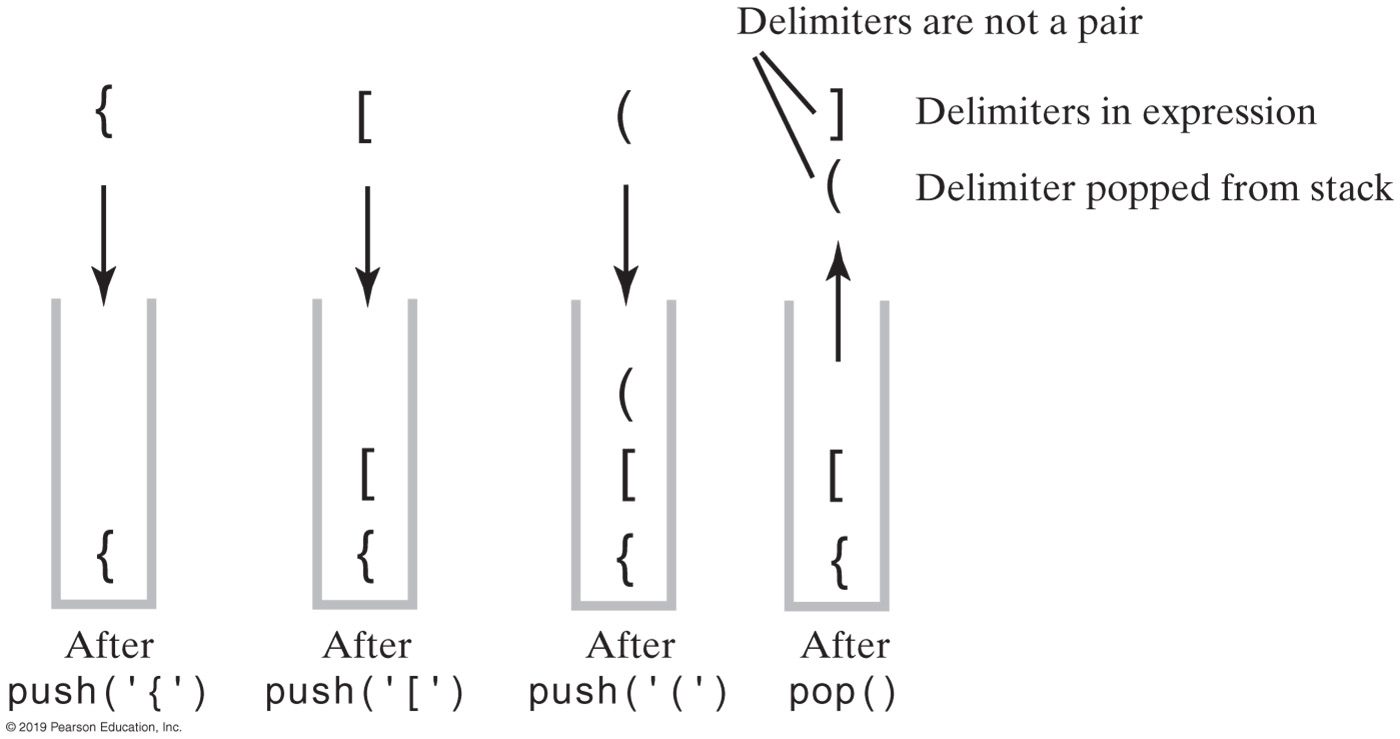 Delimiters are not a pair
{ [ ( ] Delimiters in expression
( Delimiter popped from stack
(
[ [ [
{ { { {
After After After After
push('{') push('[') push('(') pop()
© 2019 Pearson Education, Inc.